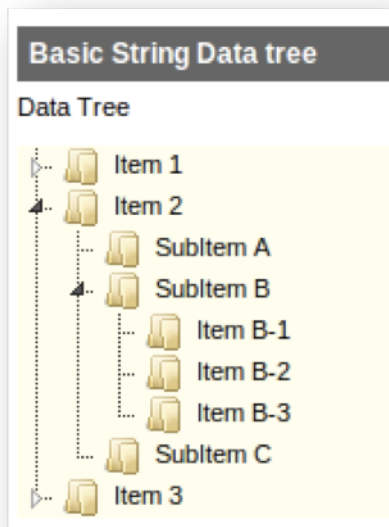 Basic String Data tree
Data Tree
Item 1
Item 2
SubItem A
SubItem B
Item B-1
Item B-2
Item B-3
SubItem C
Item 3